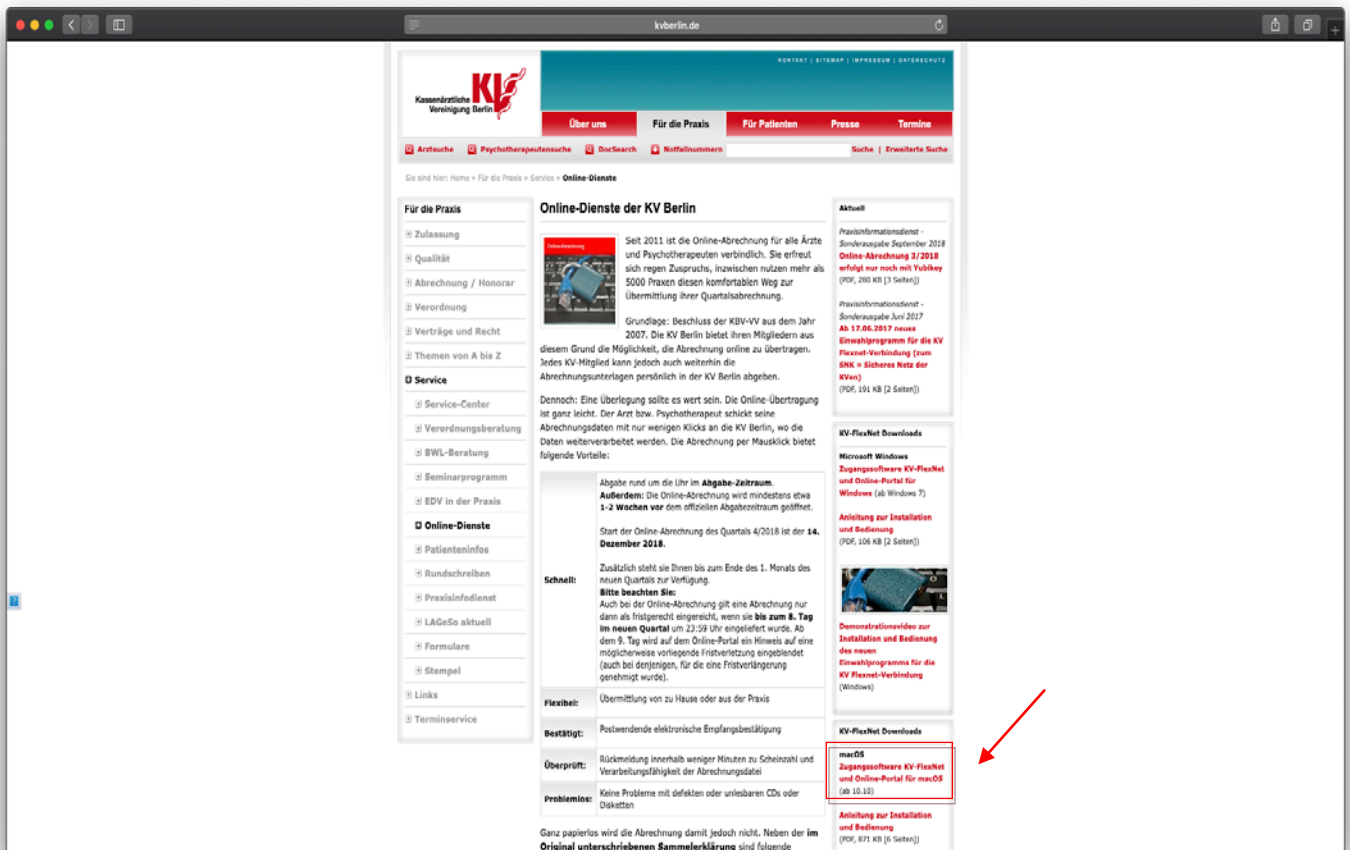 kvberlin.de
KONTAKT | SITEMAP | IMPRESSUM | DATENSCHUTZ
Kassenärztliche
Vereinigung Berlin
KV
Über uns
Für die Praxis
Für Patienten
Presse
Termine
Arztsuche
Psychotherapeutensuche
DocSearch
Notfallnummern
Suche | Erweiterte Suche
Sie sind hier: Home » Für die Praxis » Service » Online-Dienste
Für die Praxis
Zulassung
Qualität
Abrechnung / Honorar
Verordnung
Verträge und Recht
Themen von A bis Z
Service
Service-Center
Verordnungsberatung
BWL-Beratung
Seminarprogramm
EDV in der Praxis
Online-Dienste
Patienteninfos
Rundschreiben
Praxisinfodienst
LAGeSo aktuell
Formulare
Stempel
Links
Terminservice
Online-Dienste der KV Berlin
Online-Abrechnung
Seit 2011 ist die Online-Abrechnung für alle Ärzte
und Psychotherapeuten verbindlich. Sie erfreut
sich regen Zuspruchs, inzwischen nutzen mehr als
5000 Praxen diesen komfortablen Weg zur
Übermittlung ihrer Quartalsabrechnung.
Grundlage: Beschluss der KBV-VV aus dem Jahr
2007. Die KV Berlin bietet ihren Mitgliedern aus
diesem Grund die Möglichkeit, die Abrechnung online zu übertragen.
Jedes KV-Mitglied kann jedoch auch weiterhin die
Abrechnungsunterlagen persönlich in der KV Berlin abgeben.
Dennoch: Eine Überlegung sollte es wert sein. Die Online-Übertragung
ist ganz leicht. Der Arzt bzw. Psychotherapeut schickt seine
Abrechnungsdaten mit nur wenigen Klicks an die KV Berlin, wo die
Daten weiterverarbeitet werden. Die Abrechnung per Mausklick bietet
folgende Vorteile:
Schnell:
Abgabe rund um die Uhr im Abgabe-Zeitraum.
Außerdem: Die Online-Abrechnung wird mindestens etwa
1-2 Wochen vor dem offiziellen Abgabezeitraum geöffnet.
Start der Online-Abrechnung des Quartals 4/2018 ist der 14.
Dezember 2018.
Zusätzlich steht sie Ihnen bis zum Ende des 1. Monats des
neuen Quartals zur Verfügung.
Bitte beachten Sie:
Auch bei der Online-Abrechnung gilt eine Abrechnung nur
dann als fristgerecht eingereicht, wenn sie bis zum 8. Tag
im neuen Quartal um 23:59 Uhr eingeliefert wurde. Ab
dem 9. Tag wird auf dem Online-Portal ein Hinweis auf eine
möglicherweise vorliegende Fristverletzung eingeblendet
(auch bei denjenigen, für die eine Fristverlängerung
genehmigt wurde).
Flexibel:
Übermittlung von zu Hause oder aus der Praxis
Bestätigt:
Postwendende elektronische Empfangsbestätigung
Überprüft:
Rückmeldung innerhalb weniger Minuten zu Scheinzahl und
Verarbeitungsfähigkeit der Abrechnungsdatei
Problemlos:
Keine Probleme mit defekten oder unlesbaren CDs oder
Disketten
Ganz papierlos wird die Abrechnung damit jedoch nicht. Neben der im
Original unterschriebenen Sammelerklärung sind folgende
Aktuell
Praxisinformationsdienst -
Sonderausgabe September 2018
Online-Abrechnung 3/2018
erfolgt nur noch mit Yubikey
(PDF, 280 KB [3 Seiten])
Praxisinformationsdienst -
Sonderausgabe Juni 2017
Ab 17.06.2017 neues
Einwahlprogramm für die KV
Flexnet-Verbindung (zum
SNK = Sicheres Netz der
KVen)
(PDF, 191 KB [2 Seiten])
KV-FlexNet Downloads
Microsoft Windows
Zugangssoftware KV-FlexNet
und Online-Portal für
Windows (ab Windows 7)
Anleitung zur Installation
und Bedienung
(PDF, 106 KB [2 Seiten])
Demonstrationsvideo zur
Installation und Bedienung
des neuen
Einwahlprogramms für die
KV Flexnet-Verbindung
(Windows)
KV-FlexNet Downloads
macOS
Zugangssoftware KV-FlexNet
und Online-Portal für macOS
(ab 10.10)
Anleitung zur Installation
und Bedienung
(PDF, 871 KB [6 Seiten])